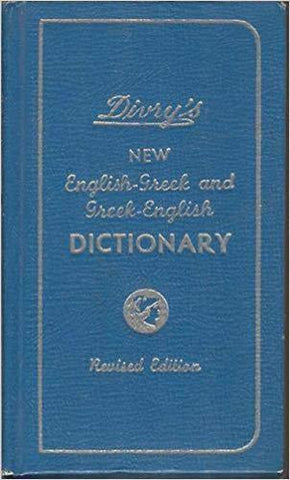 Divry's
NEW
English-Greek and
Greek-English
DICTIONARY
Revised Edition